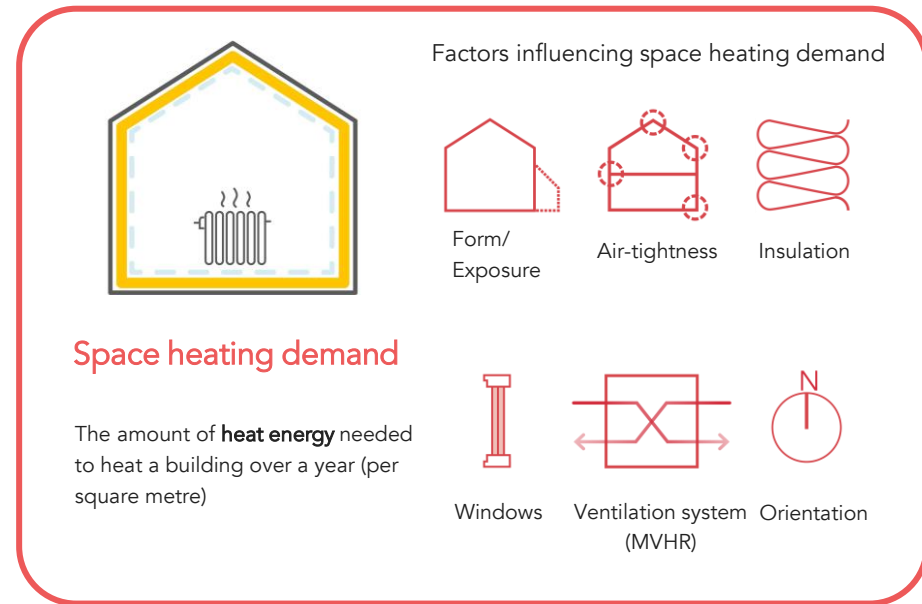 Factors influencing space heating demand
Form/
Exposure
Air-tightness
Insulation
Space heating demand
The amount of heat energy needed
to heat a building over a year (per
square metre)
N
Windows
Ventilation system
(MVHR)
Orientation